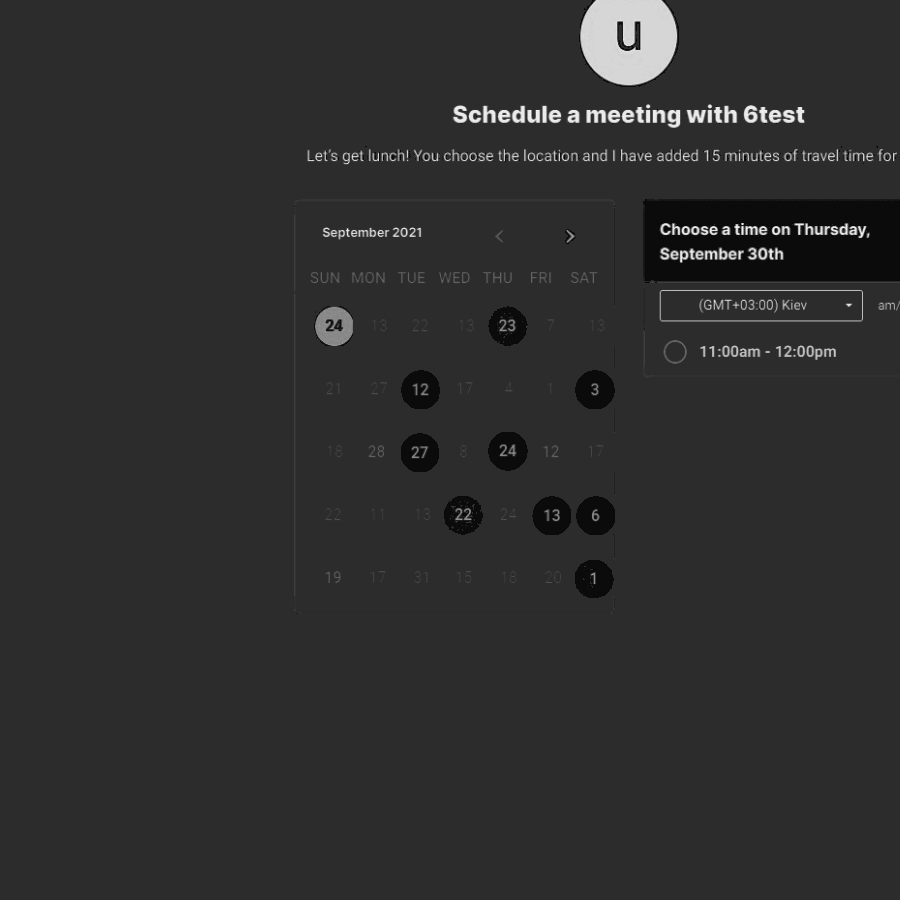 u
Schedule a meeting with 6test
Let's get lunch! You choose the location and I have added 15 minutes of travel time for
September 2021
SUN MON TUE WED THU FRI SAT
24 13 22 13 23 7 13
21 27 12 17 4 1 3
18 28 27 8 24 12 17
22 11 13 22 24 13 6
19 17 31 15 18 20 1
Choose a time on Thursday,
September 30th
(GMT+03:00) Kiev am/
11:00am - 12:00pm